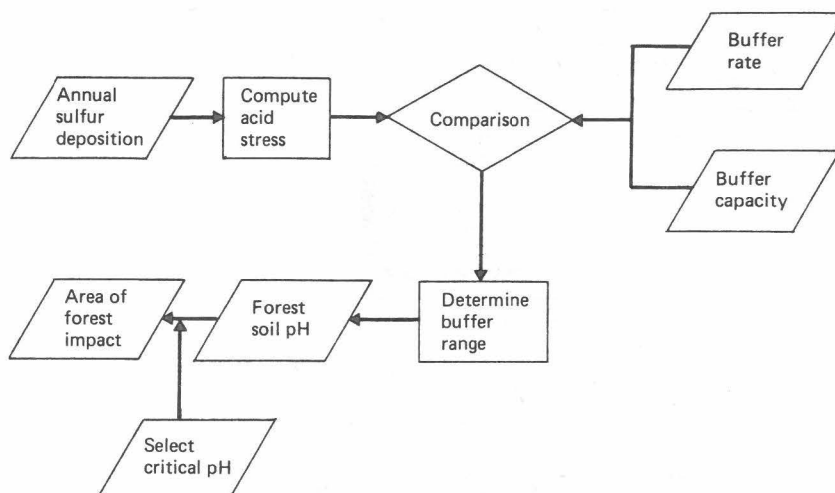 Annual
sulfur
deposition
Compute
acid
stress
Comparison
Buffer
rate
Buffer
capacity
Determine
buffer
range
Forest
soil pH
Area of
forest
impact
Select
critical pH